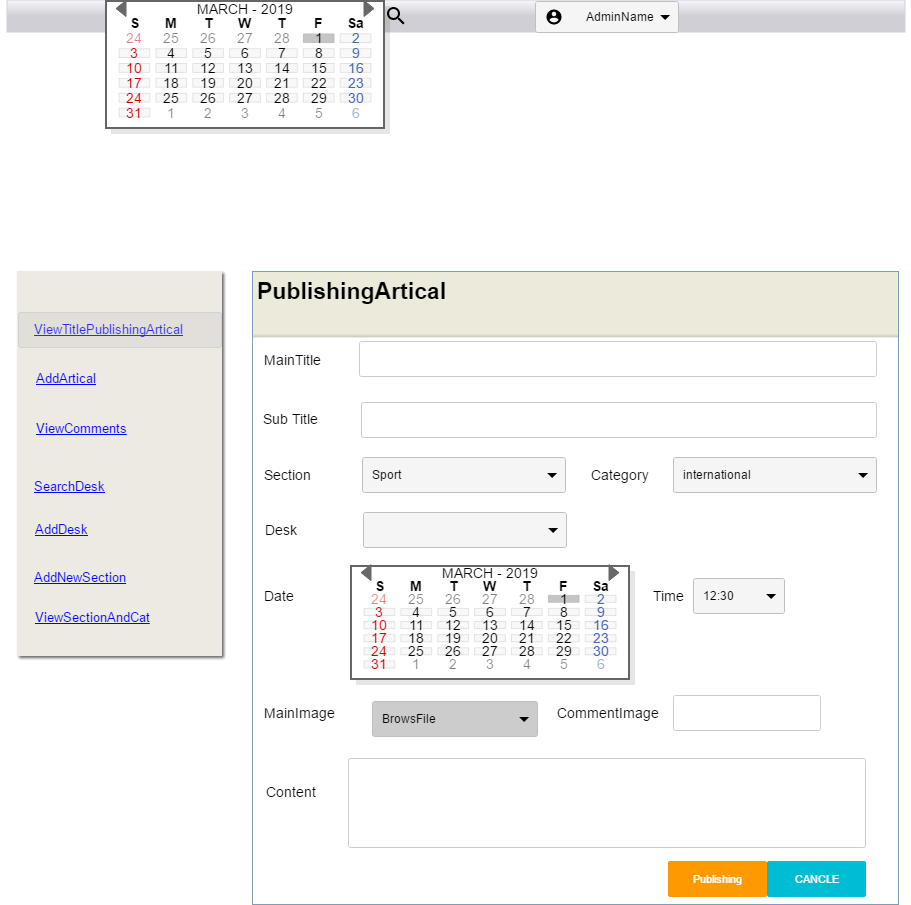 MARCH - 2019
AdminName
S M T W T F Sa
24 25 26 27 28 1 2
3 4 5 6 7 8 9
10 11 12 13 14 15 16
17 18 19 20 21 22 23
24 25 26 27 28 29 30
31 1 2 3 4 5 6
ViewTitlePublishingArtical
AddArtical
ViewComments
SearchDesk
AddDesk
AddNewSection
ViewSectionAndCat
PublishingArtical
MainTitle
Sub Title
Section Sport Category international
Desk
Date
MARCH - 2019
S M T W T F Sa
24 25 26 27 28 1 2
3 4 5 6 7 8 9
10 11 12 13 14 15 16
17 18 19 20 21 22 23
24 25 26 27 28 29 30
31 1 2 3 4 5 6
Time 12:30
MainImage BrowsFile CommentImage
Content
Publishing CANCLE